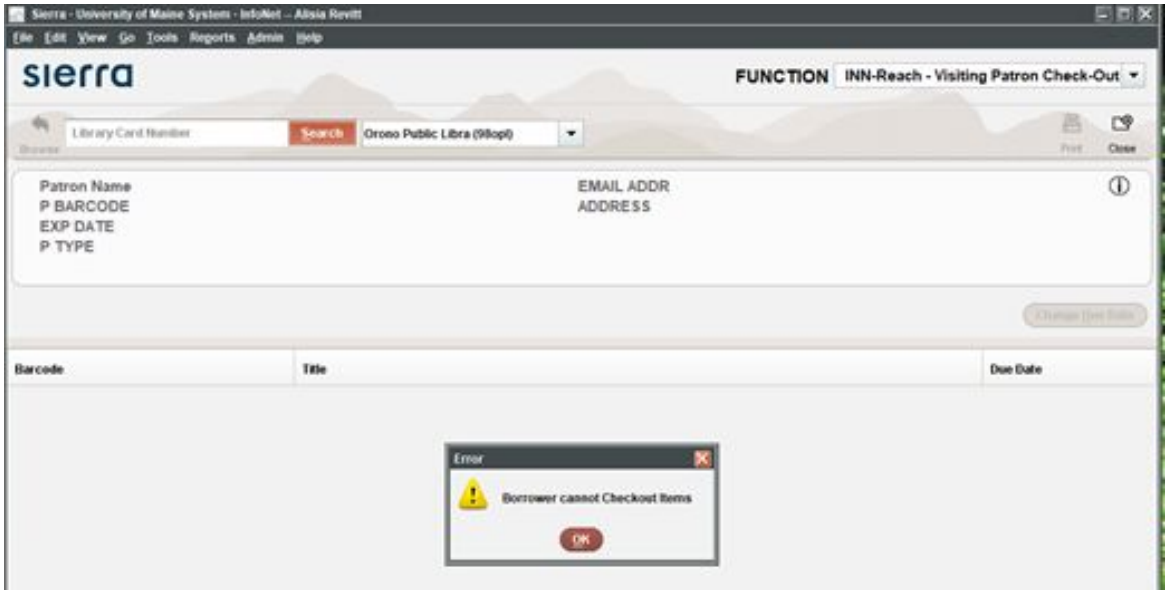 Sierra - University of Maine System - InfoNet -- Alisia Revitt
File Edit View Go Tools Reports Admin Help
sierra
FUNCTION INN-Reach - Visiting Patron Check-Out
Browse Library Card Number Search Orono Public Libra (98opl) Print Close
Patron Name EMAIL ADDR
P BARCODE ADDRESS
EXP DATE
P TYPE
Change Due Date
Barcode Title Due Date
Error
Borrower cannot Checkout Items
OK